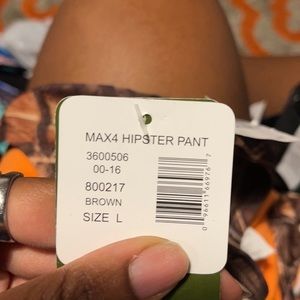 MAX4 HIPSTER PANT
3600506
00-16
800217
BROWN
SIZE L